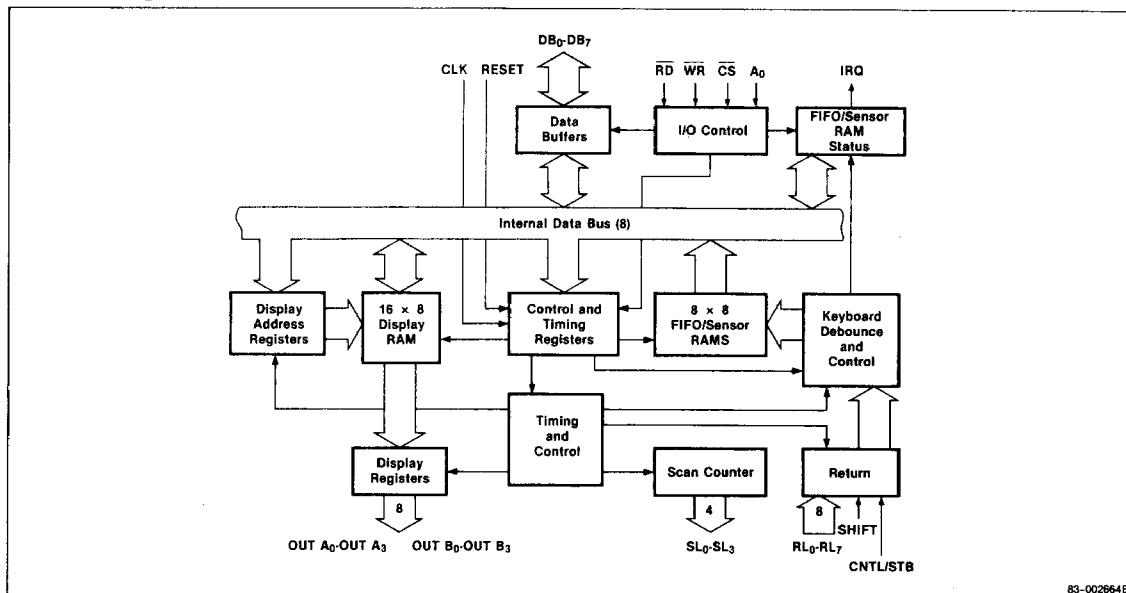 DB₀-DB₇
CLK RESET
R̅D̅ W̅R̅ C̅S̅ A₀
IRQ
Data
Buffers
I/O Control
FIFO/Sensor
RAM
Status
Internal Data Bus (8)
Display
Address
Registers
16 × 8
Display
RAM
Control and
Timing
Registers
8 × 8
FIFO/Sensor
RAMS
Keyboard
Debounce
and
Control
Timing
and
Control
Display
Registers
Scan Counter
Return
8
4
8
SHIFT
OUT A₀-OUT A₃ OUT B₀-OUT B₃
SL₀-SL₃
RL₀-RL₇
CNTL/STB
83-002664B